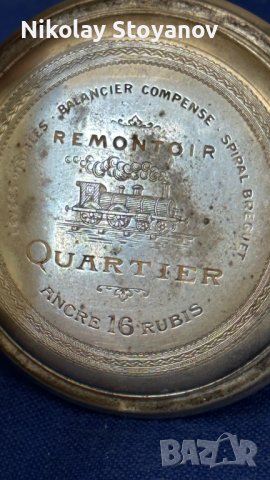 Nikolay Stoyanov
BALANCIER COMPENSE · SPIRAL BREGUET
REMONTOIR
QUARTIER
ANCRE 16 RUBIS
BAZAR